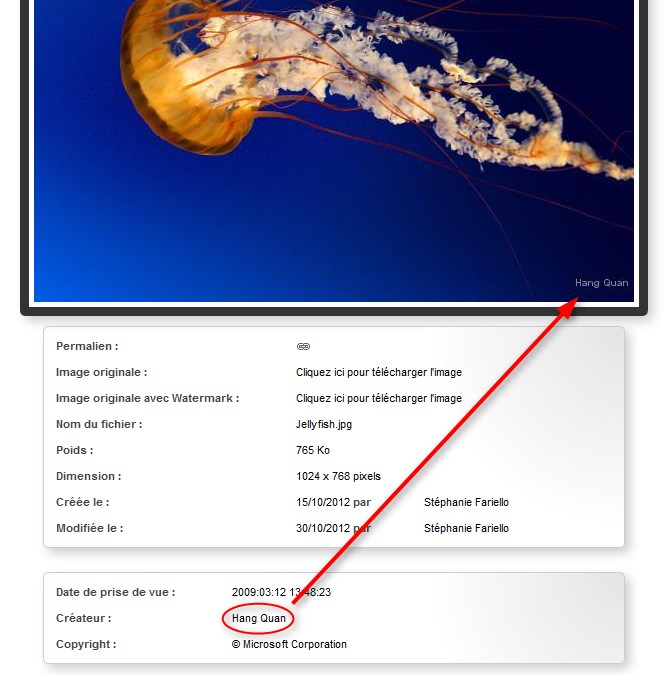 Hang Quan
Permalien :
Image originale : Cliquez ici pour télécharger l'image
Image originale avec Watermark : Cliquez ici pour télécharger l'image
Nom du fichier : Jellyfish.jpg
Poids : 765 Ko
Dimension : 1024 x 768 pixels
Créée le : 15/10/2012 par Stéphanie Fariello
Modifiée le : 30/10/2012 par Stéphanie Fariello
Date de prise de vue : 2009:03:12 13:48:23
Créateur : Hang Quan
Copyright : © Microsoft Corporation